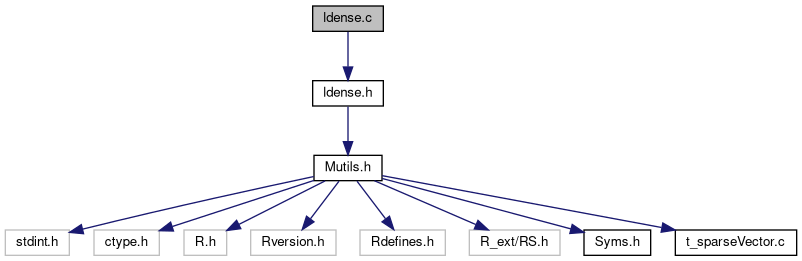 ldense.c
ldense.h
Mutils.h
stdint.h
ctype.h
R.h
Rversion.h
Rdefines.h
R_ext/RS.h
Syms.h
t_sparseVector.c